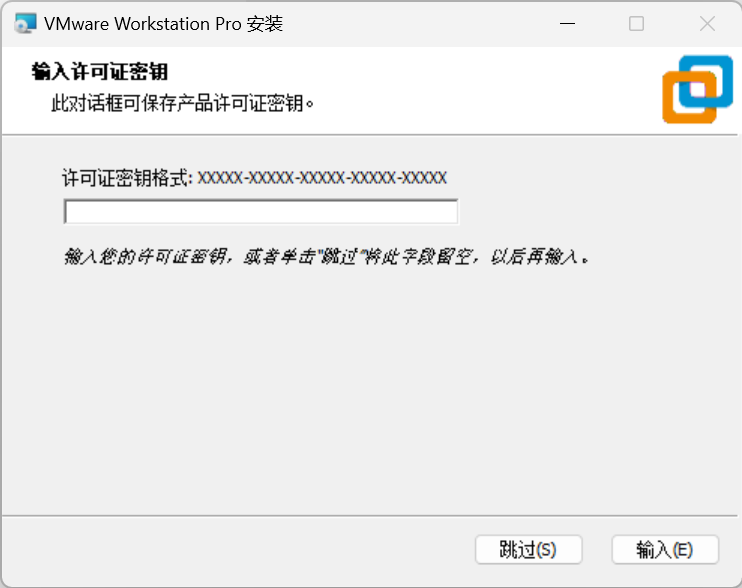 VMware Workstation Pro 安装
输入许可证密钥
此对话框可保存产品许可证密钥。
许可证密钥格式: XXXXX-XXXXX-XXXXX-XXXXX-XXXXX
输入您的许可证密钥，或者单击"跳过"将此字段留空，以后再输入。
跳过(S) 输入(E)